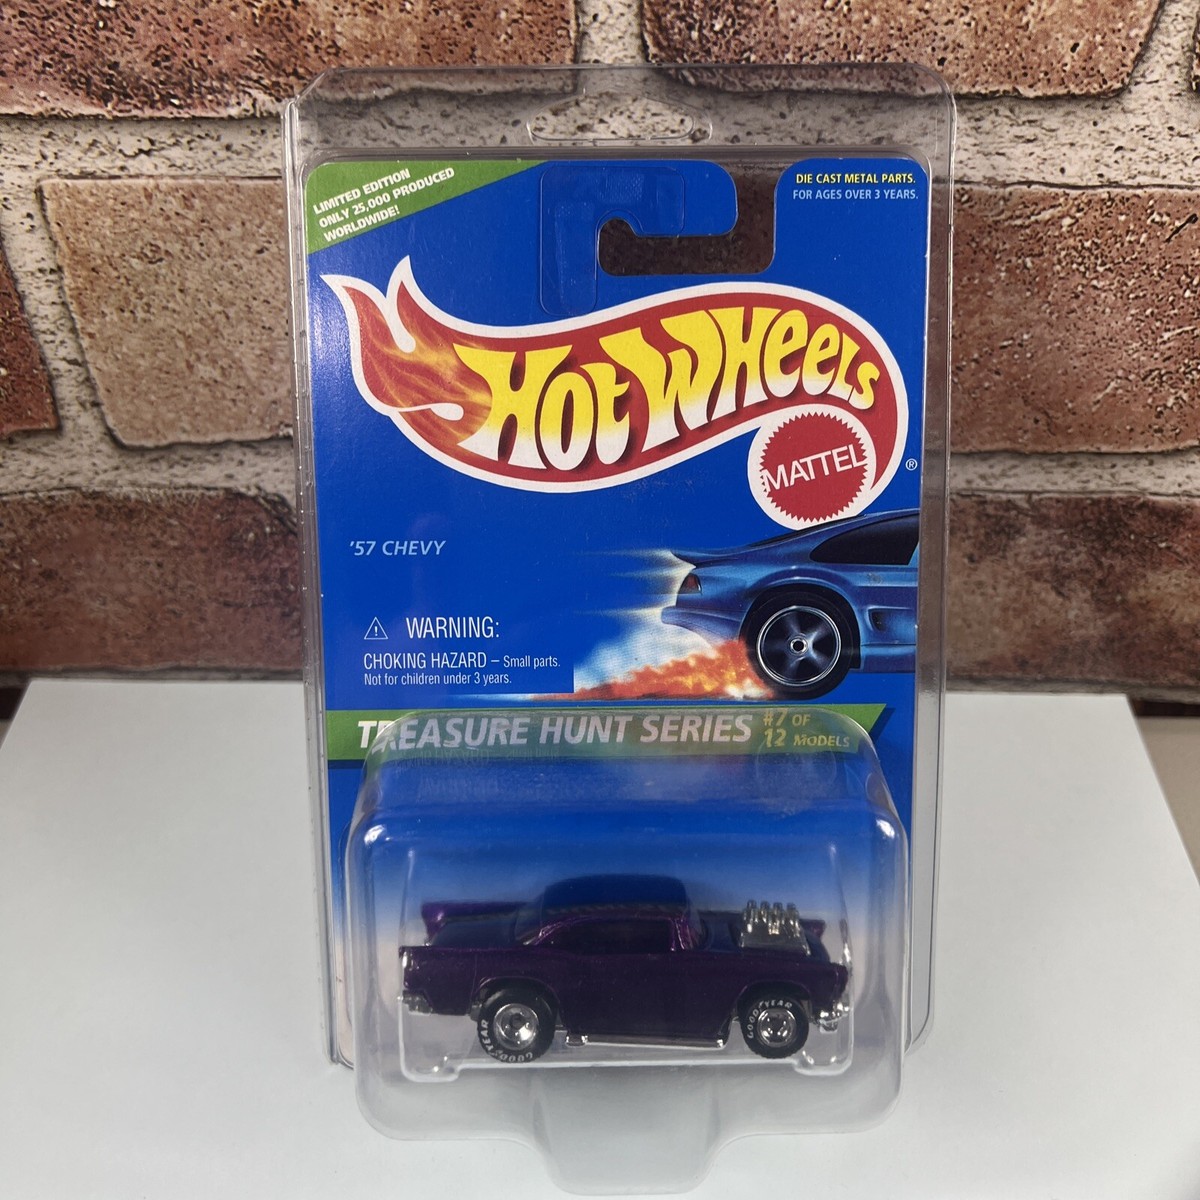 LIMITED EDITION
ONLY 25,000 PRODUCED
WORLDWIDE!
DIE CAST METAL PARTS.
FOR AGES OVER 3 YEARS.
HOT WHEELS
MATTEL
®
'57 CHEVY
⚠ WARNING:
CHOKING HAZARD – Small parts.
Not for children under 3 years.
TREASURE HUNT SERIES #7 OF
12 MODELS
GOODYEAR
GOODYEAR